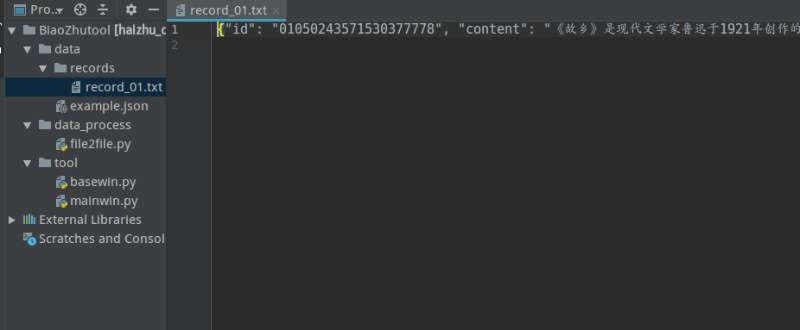 Pro..
record_01.txt
BiaoZhutool [haizhu_
data
records
record_01.txt
example.json
data_process
file2file.py
tool
basewin.py
mainwin.py
External Libraries
Scratches and Consol
1 {"id": "01050243571530377778", "content": "《故乡》是现代文学家鲁迅于1921年创作的
2